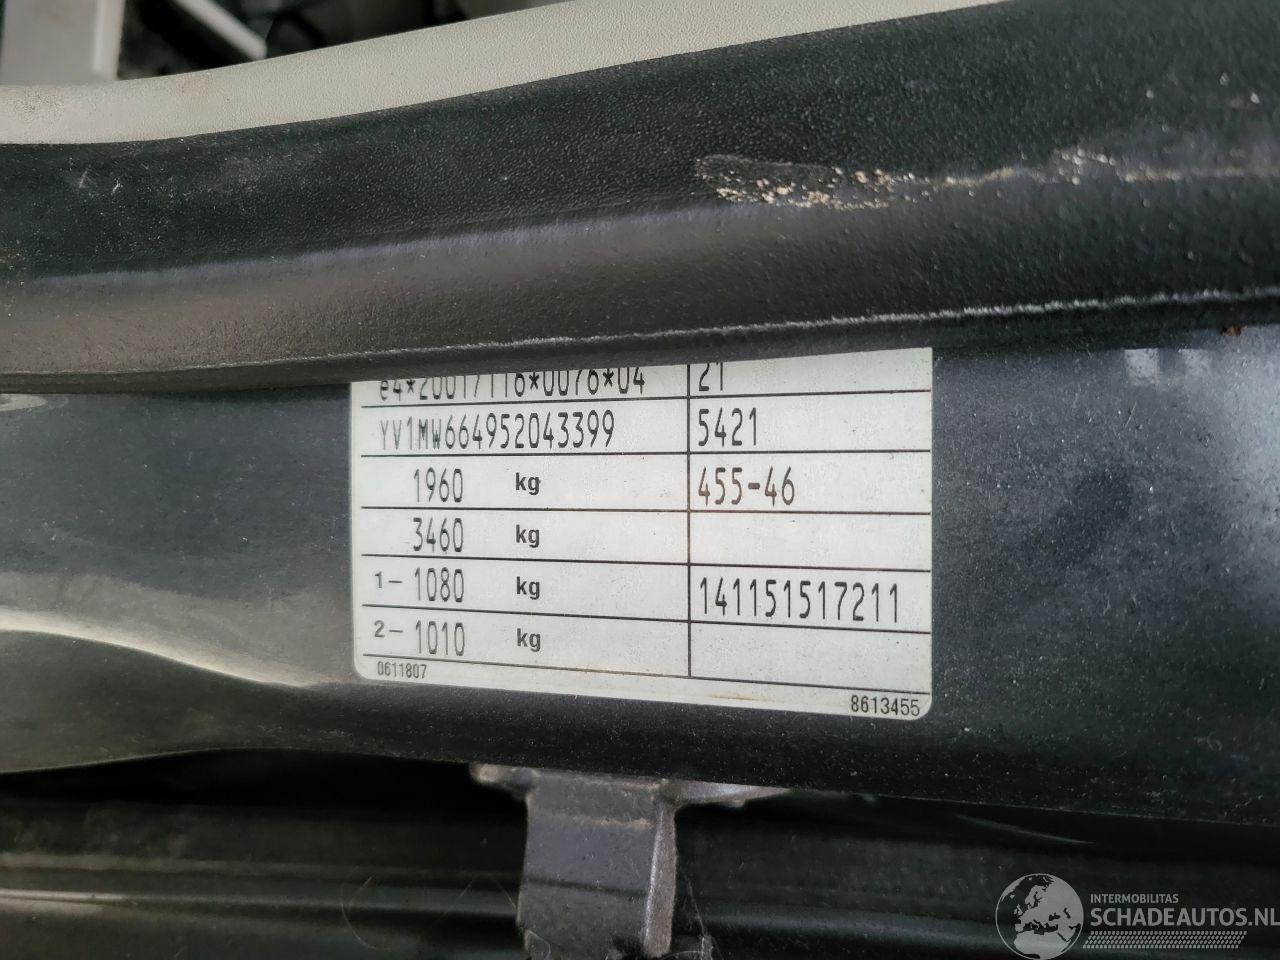 e4*2001/116*0076*04 21
YV1MW664952043399 5421
1960 kg 455-46
3460 kg
1- 1080 kg 141151517211
2- 1010 kg
0611807
8613455
INTERMOBILITAS
SCHADEAUTOS.NL